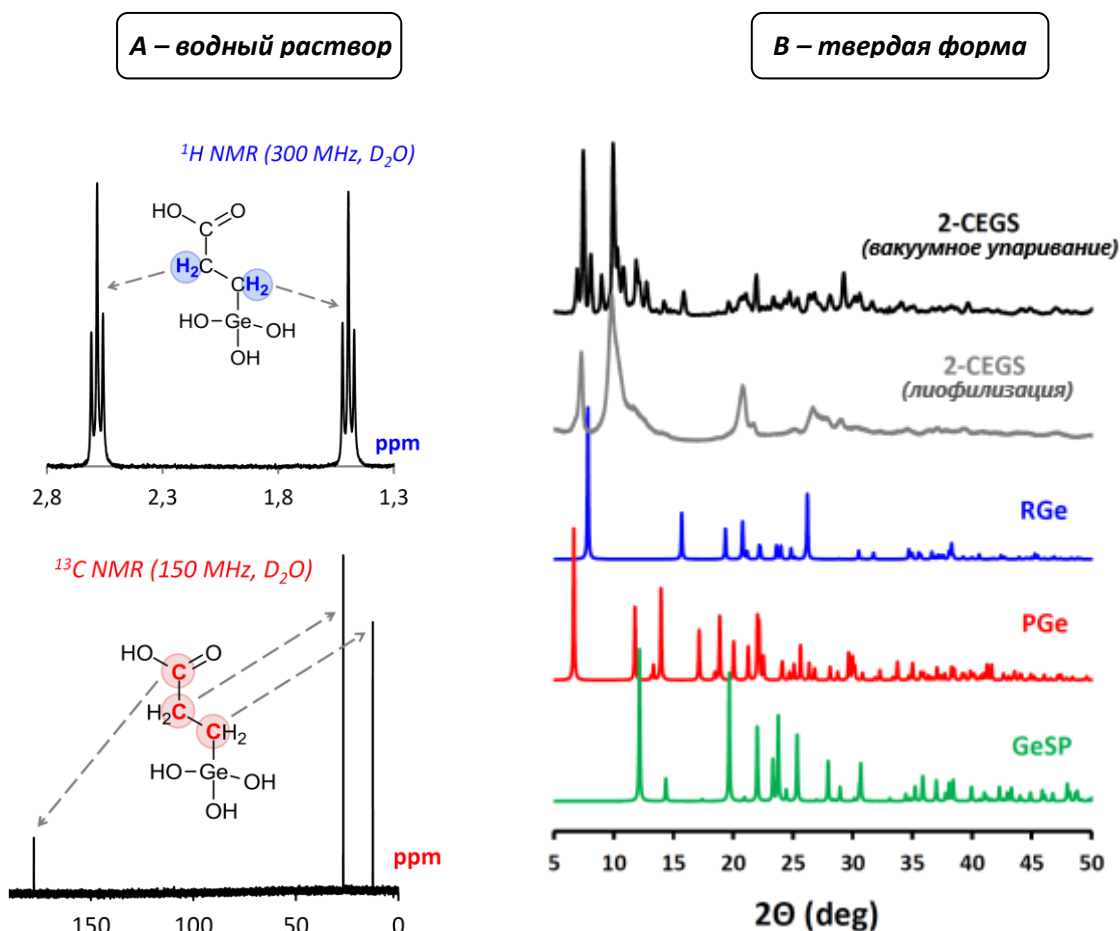 A – водный раствор
B – твердая форма
¹H NMR (300 MHz, D₂O)
HO
O
C
H₂
C
CH₂
HO
Ge
OH
OH
ppm
2,8
2,3
1,8
1,3
¹³C NMR (150 MHz, D₂O)
HO
O
C
H₂C
CH₂
HO
Ge
OH
OH
ppm
150
100
50
0
2-CEGS
(вакуумное упаривание)
2-CEGS
(лиофилизация)
RGe
PGe
GeSP
5
10
15
20
25
30
35
40
45
50
2Θ (deg)